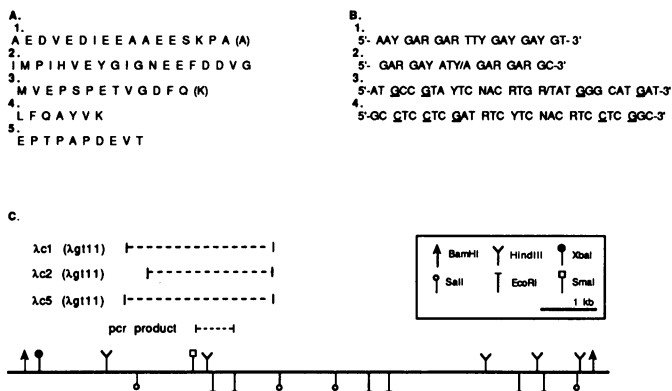 A.
1.
A E D V E D I E E A A E E S K P A (A)
2.
I M P I H V E Y G I G N E E F D D V G
3.
M V E P S P E T V G D F Q (K)
4.
L F Q A Y V K
5.
E P T P A P D E V T
B.
1.
5'- AAY GAR GAR TTY GAY GAY GT- 3'
2.
5'- GAR GAY ATY/A GAR GAR GC-3'
3.
5'-AT GCC GTA YTC NAC RTG R/TAT GGG CAT GAT-3'
4.
5'-GC CTC CTC GAT RTC YTC NAC RTC CTC GGC-3'
C.
λc1 (λgt11)
λc2 (λgt11)
λc5 (λgt11)
pcr product
BamHI HindIII XbaI
SalI EcoRI SmaI
1 kb